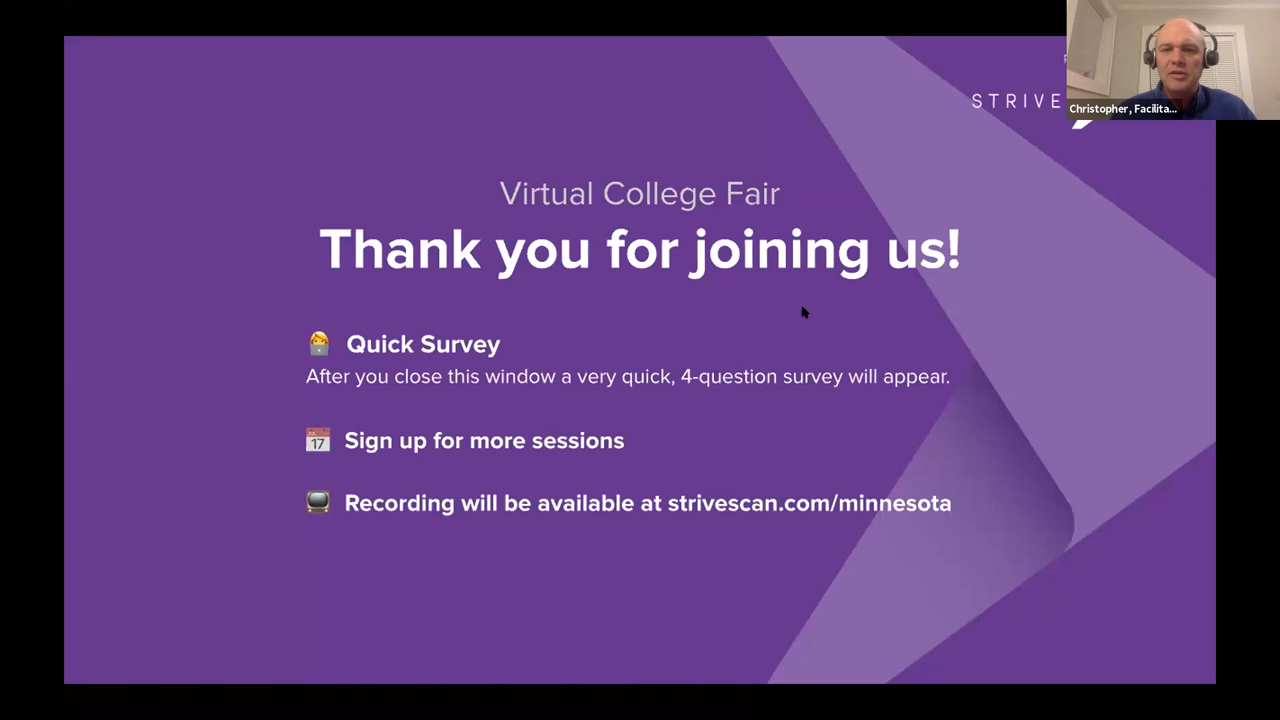 STRIVE
Christopher, Facilita...
Virtual College Fair
Thank you for joining us!
Quick Survey
After you close this window a very quick, 4-question survey will appear.
17
Sign up for more sessions
Recording will be available at strivescan.com/minnesota